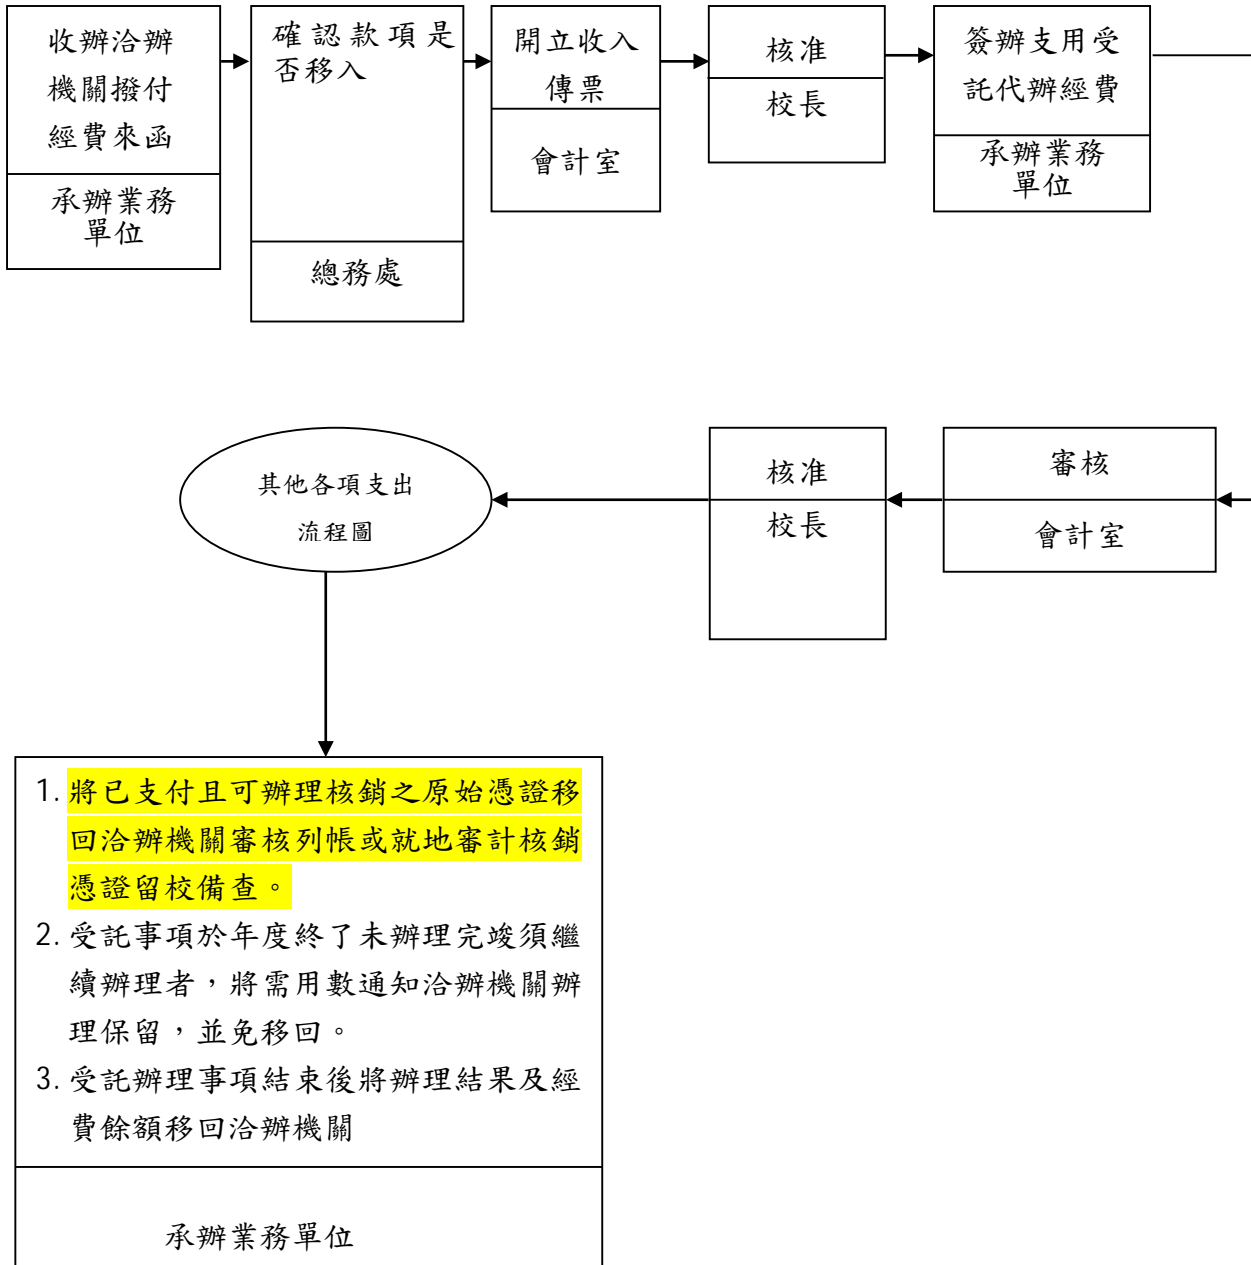 收辦洽辦
機關撥付
經費來函
承辦業務
單位
確認款項是
否移入
總務處
開立收入
傳票
會計室
核准
校長
簽辦支用受
託代辦經費
承辦業務
單位
審核
會計室
核准
校長
其他各項支出
流程圖
1. 將已支付且可辦理核銷之原始憑證移
回洽辦機關審核列帳或就地審計核銷
憑證留校備查。
2. 受託事項於年度終了未辦理完竣須繼
續辦理者，將需用數通知洽辦機關辦
理保留，並免移回。
3. 受託辦理事項結束後將辦理結果及經
費餘額移回洽辦機關
承辦業務單位